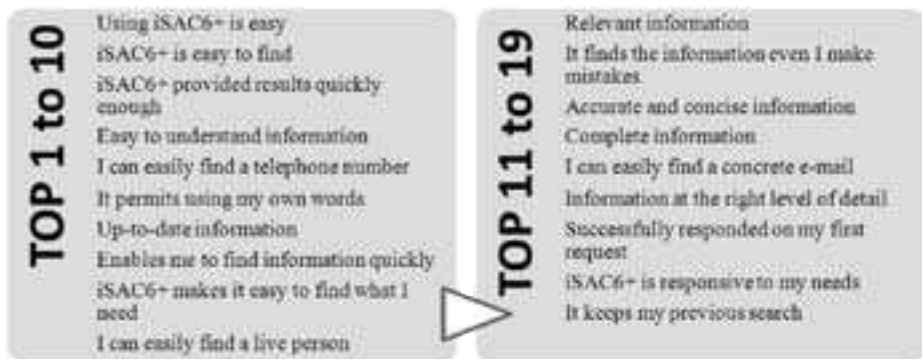 TOP 1 to 10
Using iSAC6+ is easy
iSAC6+ is easy to find
iSAC6+ provided results quickly
enough
Easy to understand information
I can easily find a telephone number
It permits using my own words
Up-to-date information
Enables me to find information quickly
iSAC6+ makes it easy to find what I
need
I can easily find a live person
TOP 11 to 19
Relevant information
It finds the information even I make
mistakes
Accurate and concise information
Complete information
I can easily find a concrete e-mail
Information at the right level of detail
Successfully responded on my first
request
iSAC6+ is responsive to my needs
It keeps my previous search